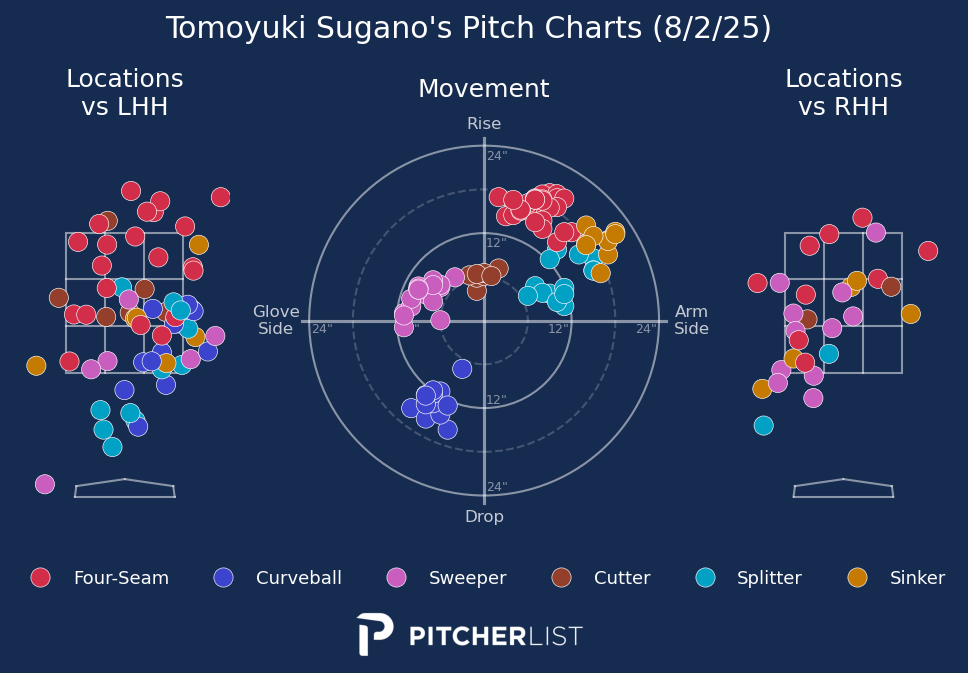 Tomoyuki Sugano's Pitch Charts (8/2/25)
Locations
vs LHH
Movement
Locations
vs RHH
Rise
24"
12"
Glove
Side
24"
12"
24"
Arm
Side
12"
24"
Drop
Four-Seam
Curveball
Sweeper
Cutter
Splitter
Sinker
PITCHERLIST